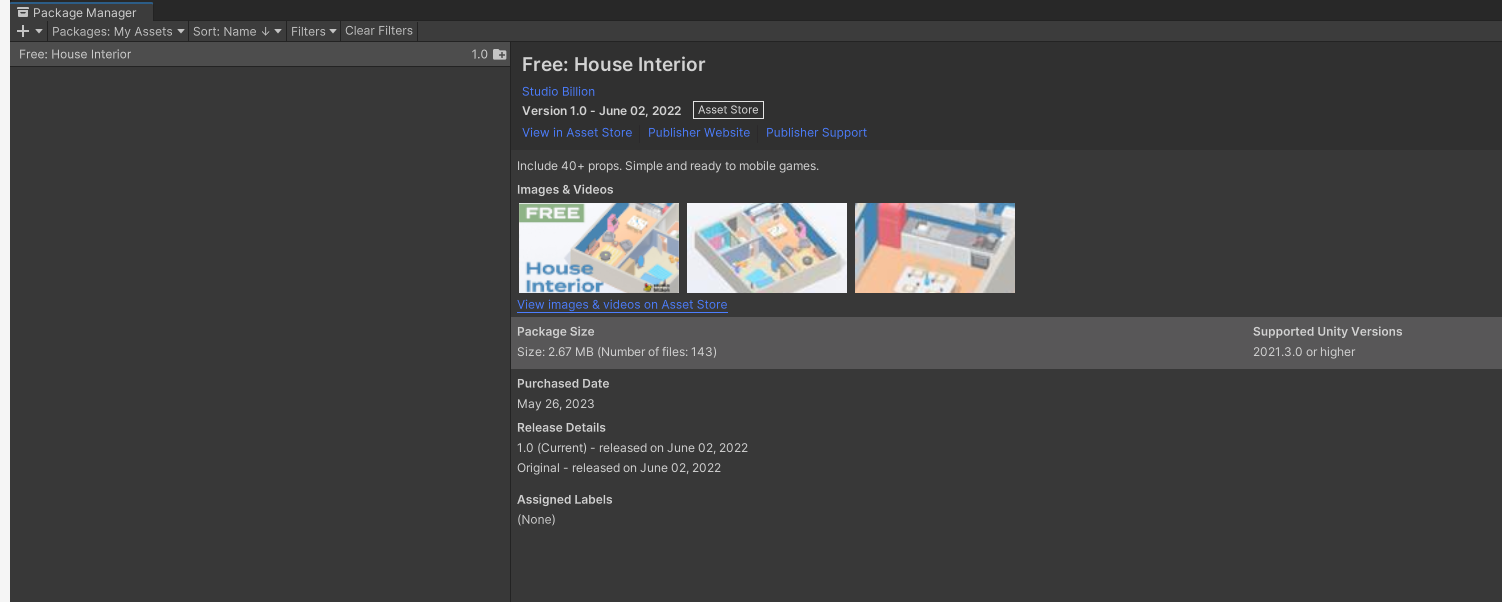 Package Manager
Packages: My Assets Sort: Name ↓ Filters Clear Filters
Free: House Interior 1.0
Free: House Interior
Studio Billion
Version 1.0 - June 02, 2022 Asset Store
View in Asset Store Publisher Website Publisher Support
Include 40+ props. Simple and ready to mobile games.
Images & Videos
FREE
House
Interior
View images & videos on Asset Store
Package Size Supported Unity Versions
Size: 2.67 MB (Number of files: 143) 2021.3.0 or higher
Purchased Date
May 26, 2023
Release Details
1.0 (Current) - released on June 02, 2022
Original - released on June 02, 2022
Assigned Labels
(None)